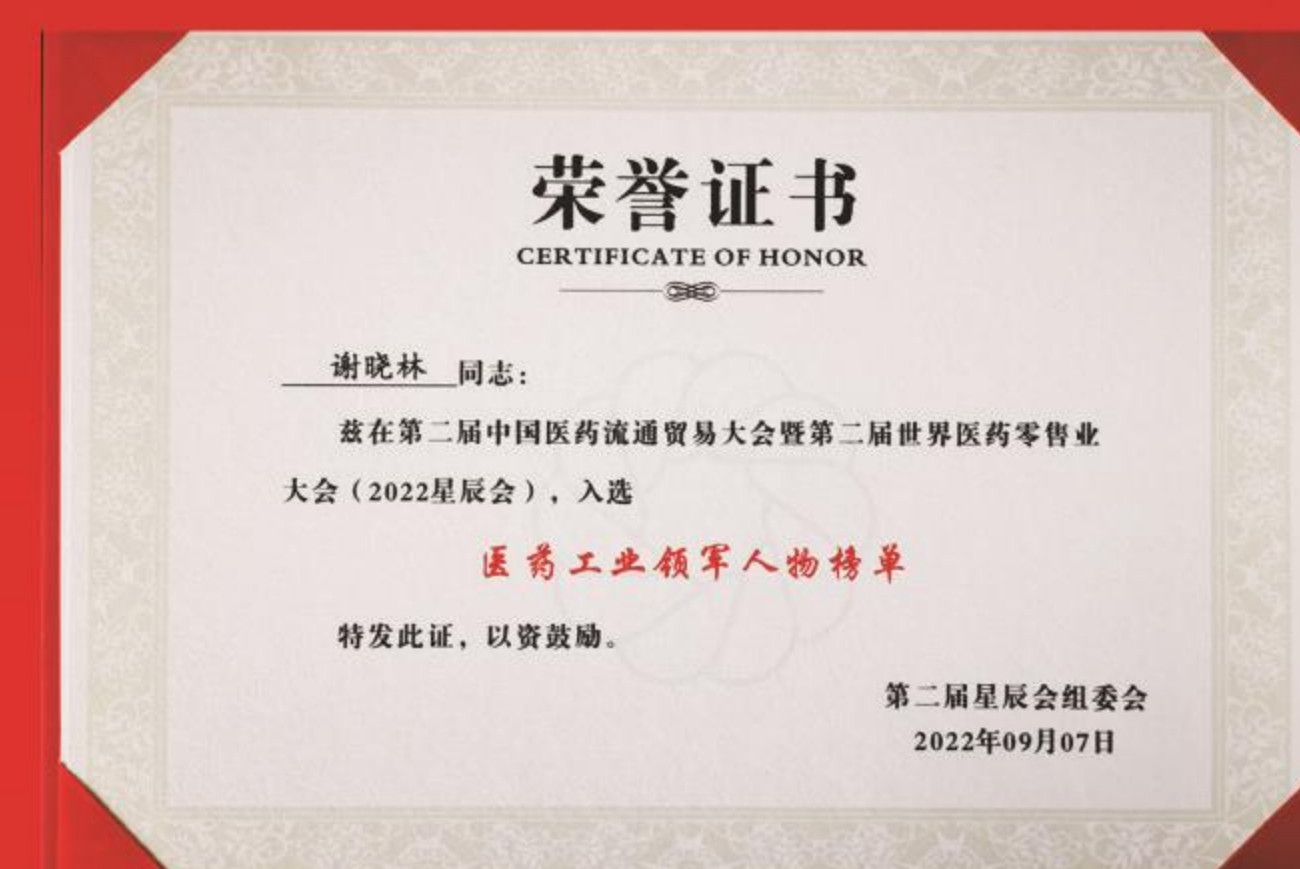 荣誉证书
CERTIFICATE OF HONOR
谢晓林 同志：
兹在第二届中国医药流通贸易大会暨第二届世界医药零售业
大会（2022星辰会），入选
医药工业领军人物榜单
特发此证，以资鼓励。
第二届星辰会组委会
2022年09月07日